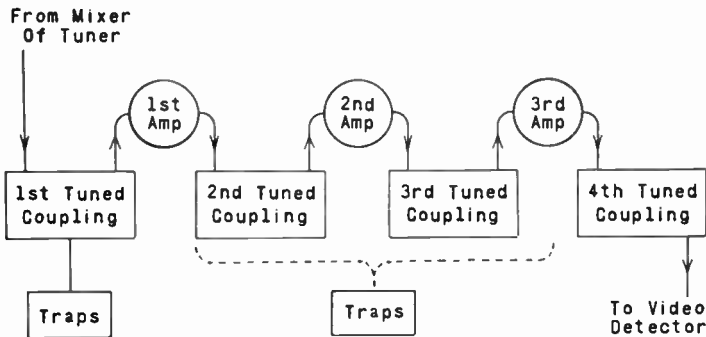 From Mixer
Of Tuner
1st
Amp
2nd
Amp
3rd
Amp
1st Tuned
Coupling
2nd Tuned
Coupling
3rd Tuned
Coupling
4th Tuned
Coupling
Traps
Traps
To Video
Detector